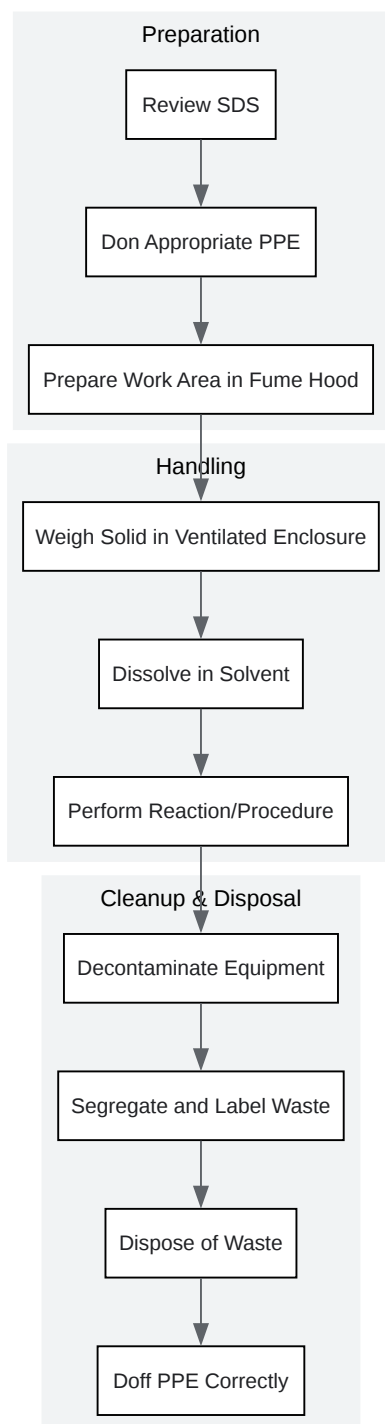 Preparation
Review SDS
Don Appropriate PPE
Prepare Work Area in Fume Hood
Handling
Weigh Solid in Ventilated Enclosure
Dissolve in Solvent
Perform Reaction/Procedure
Cleanup & Disposal
Decontaminate Equipment
Segregate and Label Waste
Dispose of Waste
Doff PPE Correctly